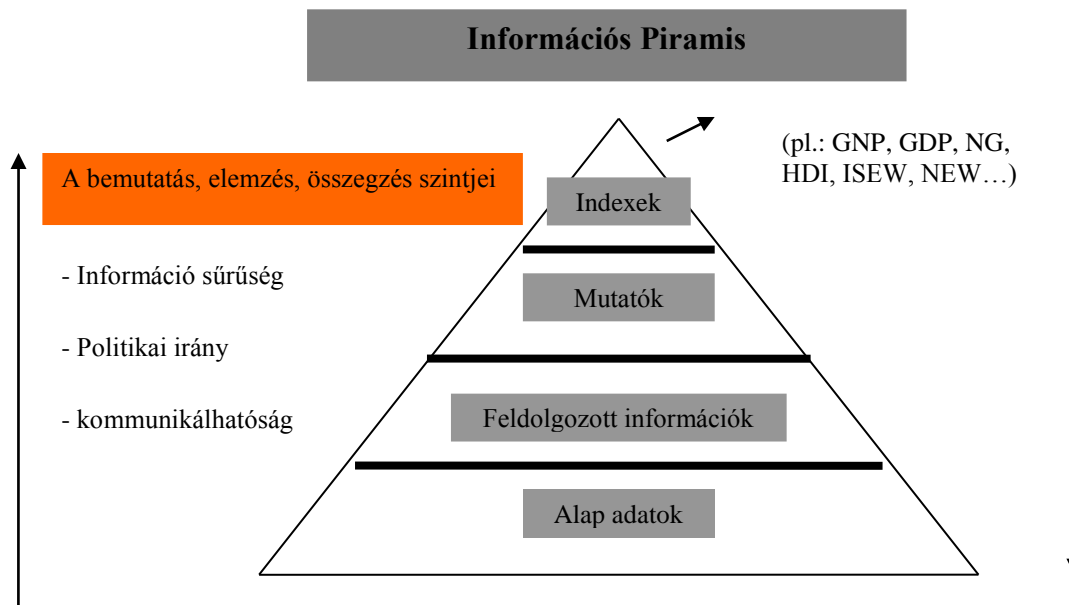 Információs Piramis
(pl.: GNP, GDP, NG,
HDI, ISEW, NEW…)
A bemutatás, elemzés, összegzés szintjei
Indexek
- Információ sűrűség
Mutatók
- Politikai irány
- kommunikálhatóság
Feldolgozott információk
Alap adatok